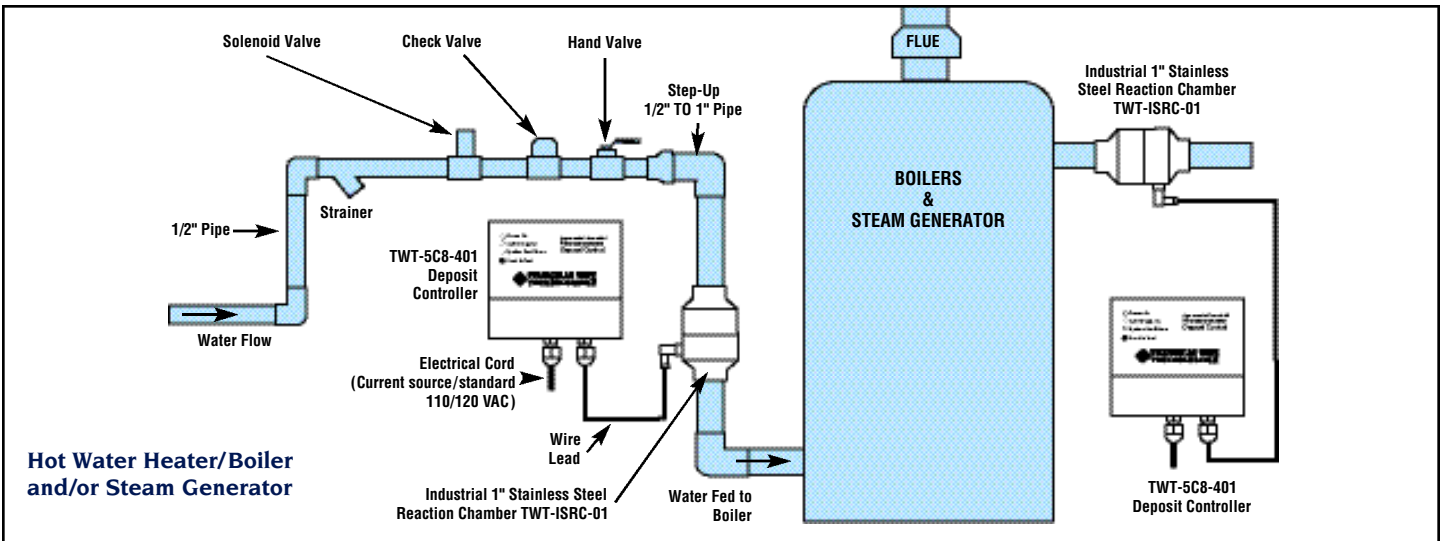 Solenoid Valve
Check Valve
Hand Valve
FLUE
Industrial 1" Stainless
Steel Reaction Chamber
TWT-ISRC-01
Step-Up
1/2" TO 1" Pipe
BOILERS
&
STEAM GENERATOR
Strainer
1/2" Pipe
TWT-5C8-401
Deposit
Controller
Water Flow
Electrical Cord
(Current source/standard
110/120 VAC)
Wire
Lead
Hot Water Heater/Boiler
and/or Steam Generator
Industrial 1" Stainless Steel
Reaction Chamber TWT-ISRC-01
Water Fed to
Boiler
TWT-5C8-401
Deposit Controller